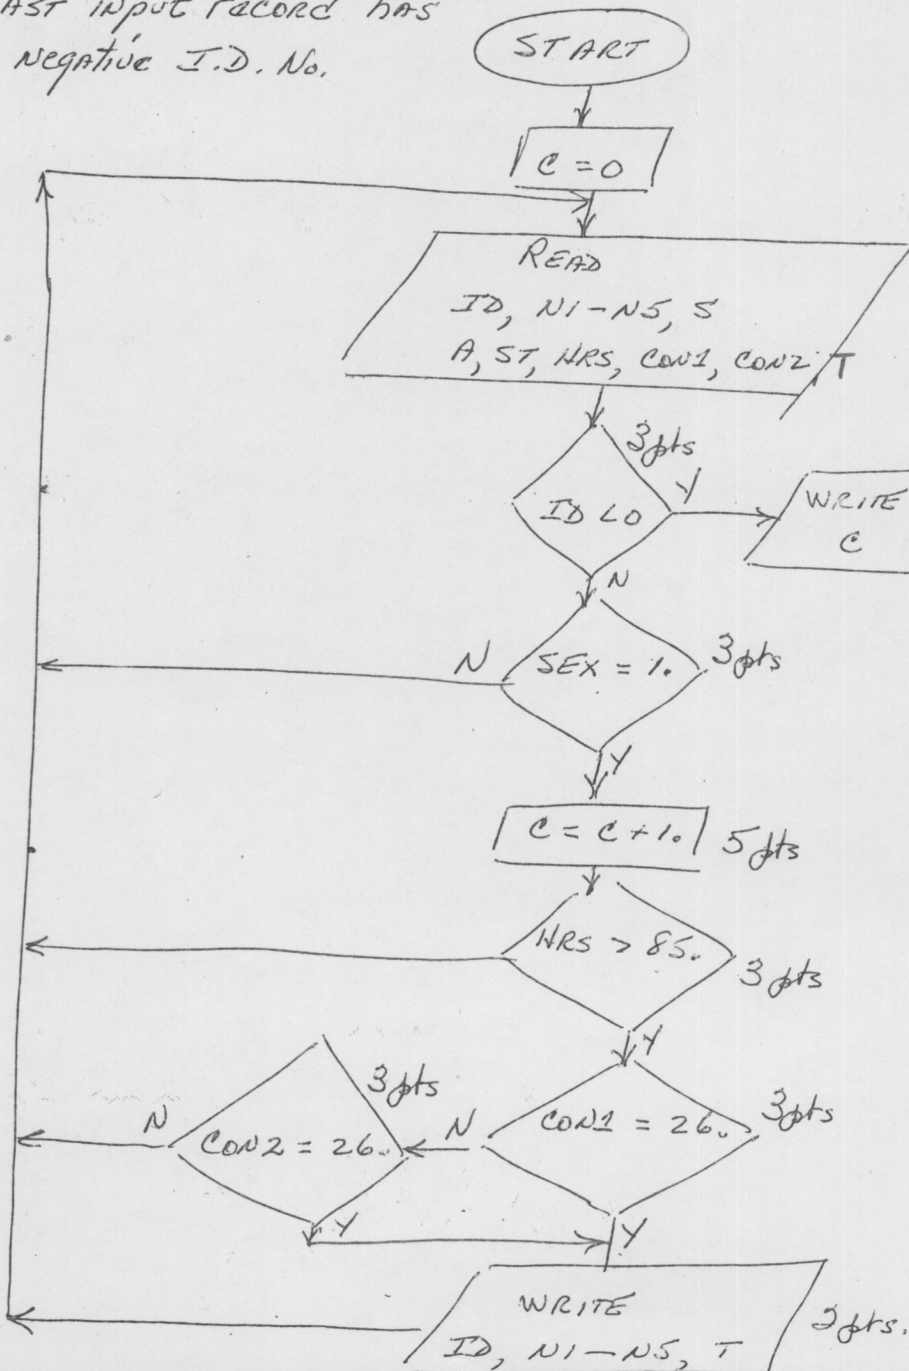 AST input record has
negative I.D. No.
START
C = 0
READ
ID, N1-N5, S
A, ST, HRS, CON1, CON2, T
3 pts
ID < 0
Y
WRITE
C
N
SEX = 1.
N
3 pts
Y
C = C + 1.
5 pts
HRS > 85.
3 pts
Y
CON1 = 26.
3 pts
N
3 pts
CON2 = 26.
N
Y
Y
WRITE
ID, N1-N5, T
pts.